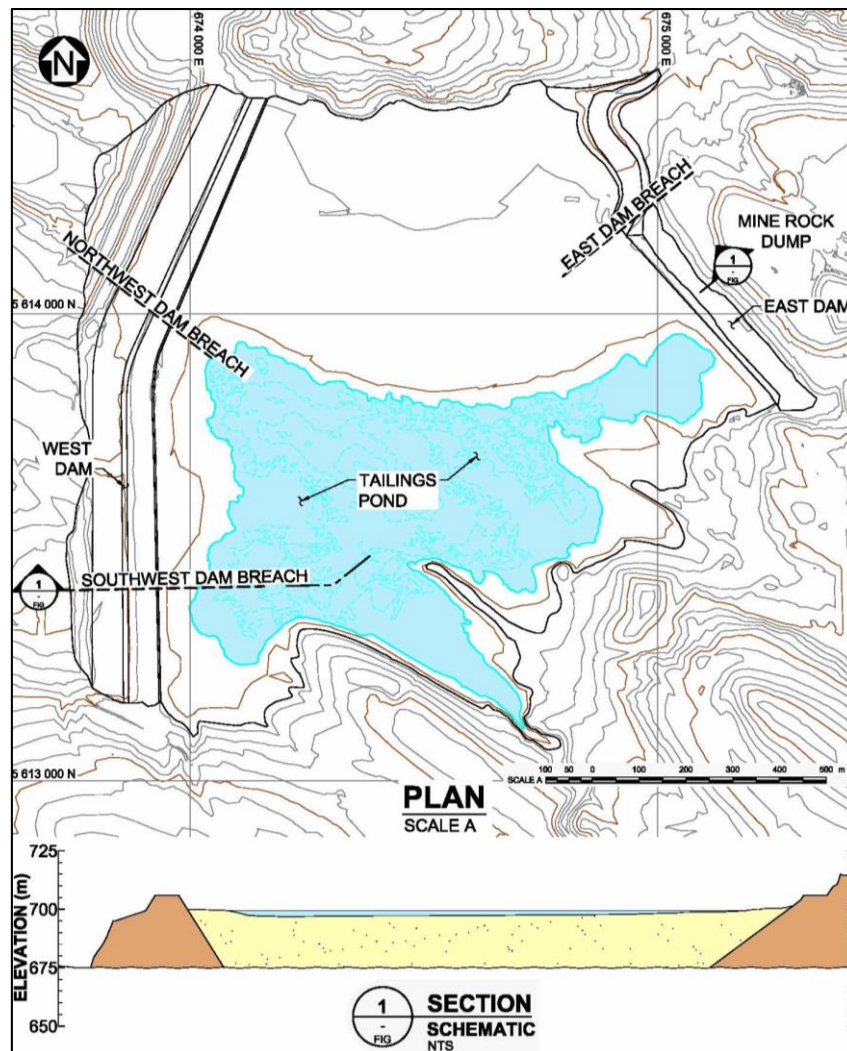 N
674 000 E
675 000 E
NORTHWEST DAM BREACH
EAST DAM BREACH
MINE ROCK
DUMP
1
-
FIG
EAST DAM
5 614 000 N
WEST
DAM
TAILINGS
POND
1
-
FIG
SOUTHWEST DAM BREACH
5 613 000 N
100 50 0 100 200 300 400 500 m
SCALE A
PLAN
SCALE A
725
700
675
650
ELEVATION (m)
1
-
FIG
SECTION
SCHEMATIC
NTS